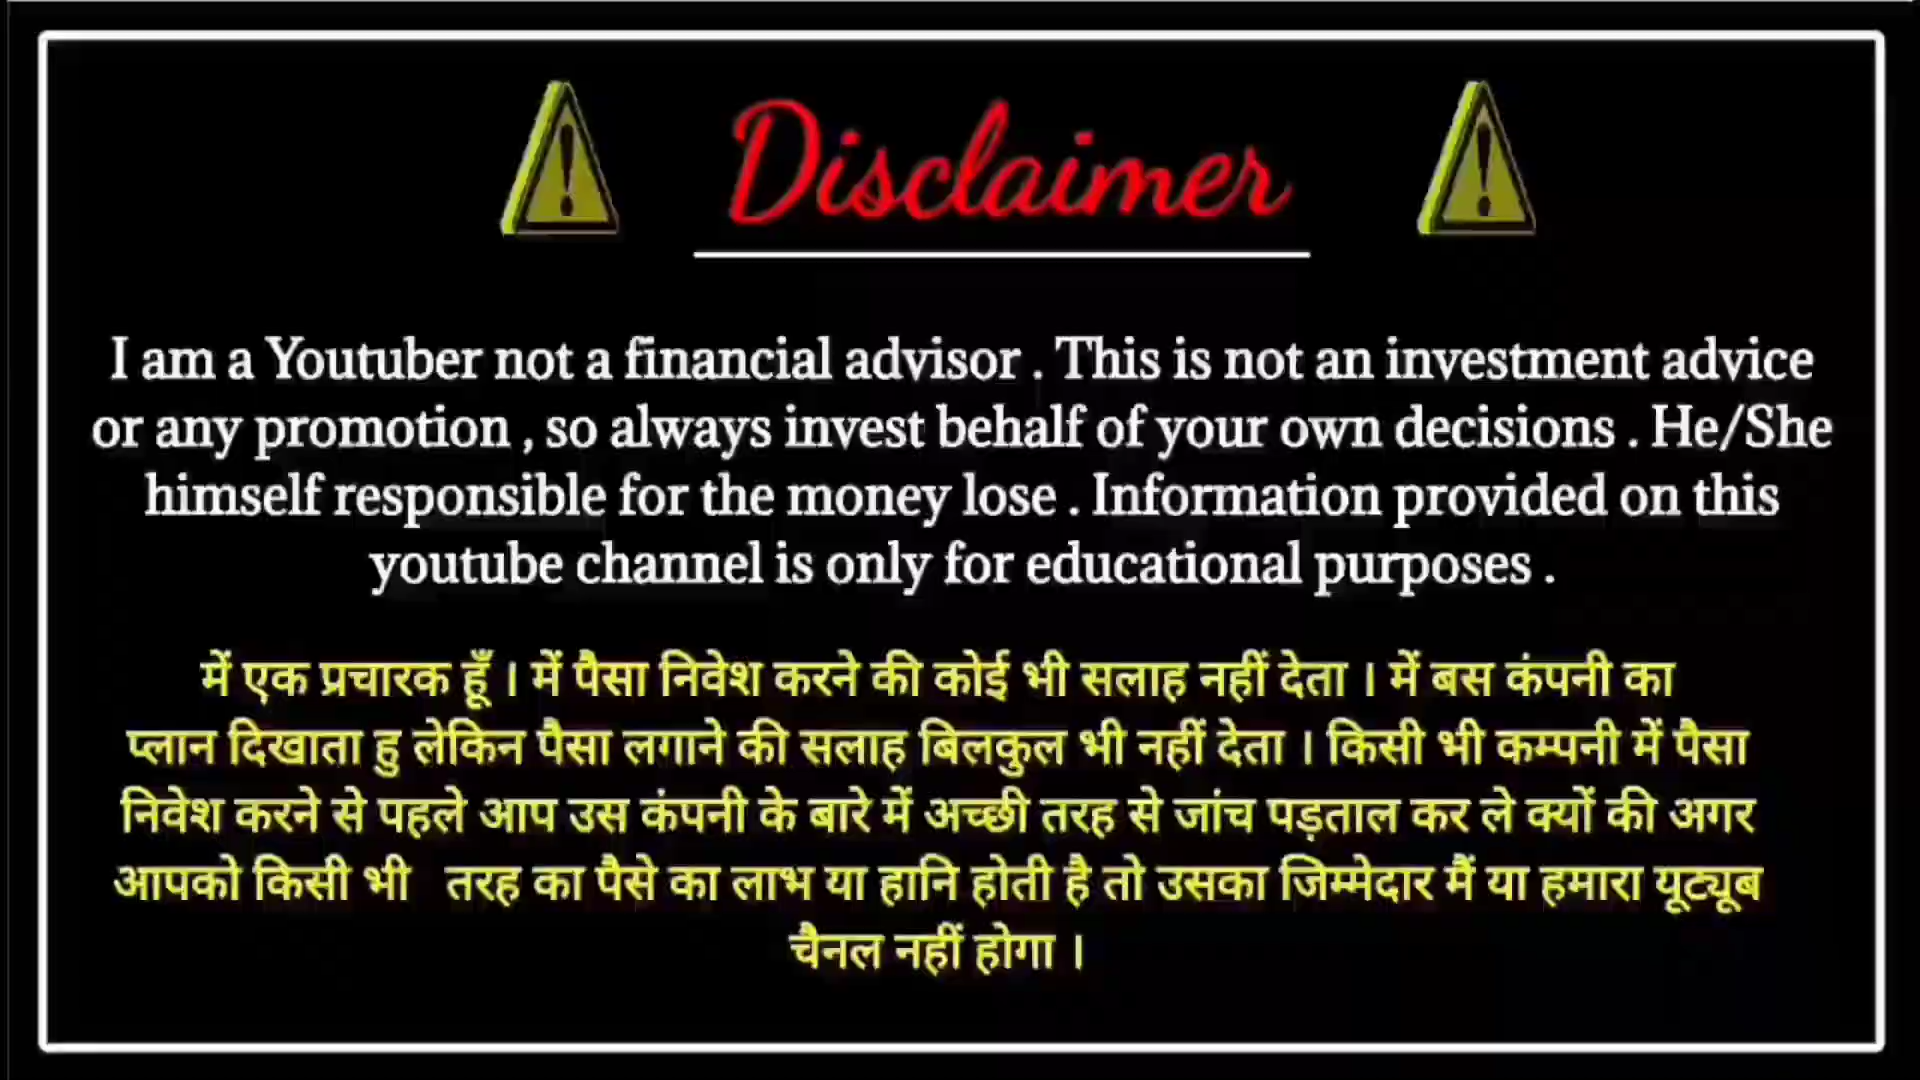 Disclaimer
I am a Youtuber not a financial advisor . This is not an investment advice
or any promotion , so always invest behalf of your own decisions . He/She
himself responsible for the money lose . Information provided on this
youtube channel is only for educational purposes .
में एक प्रचारक हूँ । में पैसा निवेश करने की कोई भी सलाह नहीं देता । में बस कंपनी का
प्लान दिखाता हु लेकिन पैसा लगाने की सलाह बिलकुल भी नहीं देता । किसी भी कम्पनी में पैसा
निवेश करने से पहले आप उस कंपनी के बारे में अच्छी तरह से जांच पड़ताल कर ले क्यों की अगर
आपको किसी भी तरह का पैसे का लाभ या हानि होती है तो उसका जिम्मेदार मैं या हमारा यूट्यूब
चैनल नहीं होगा ।